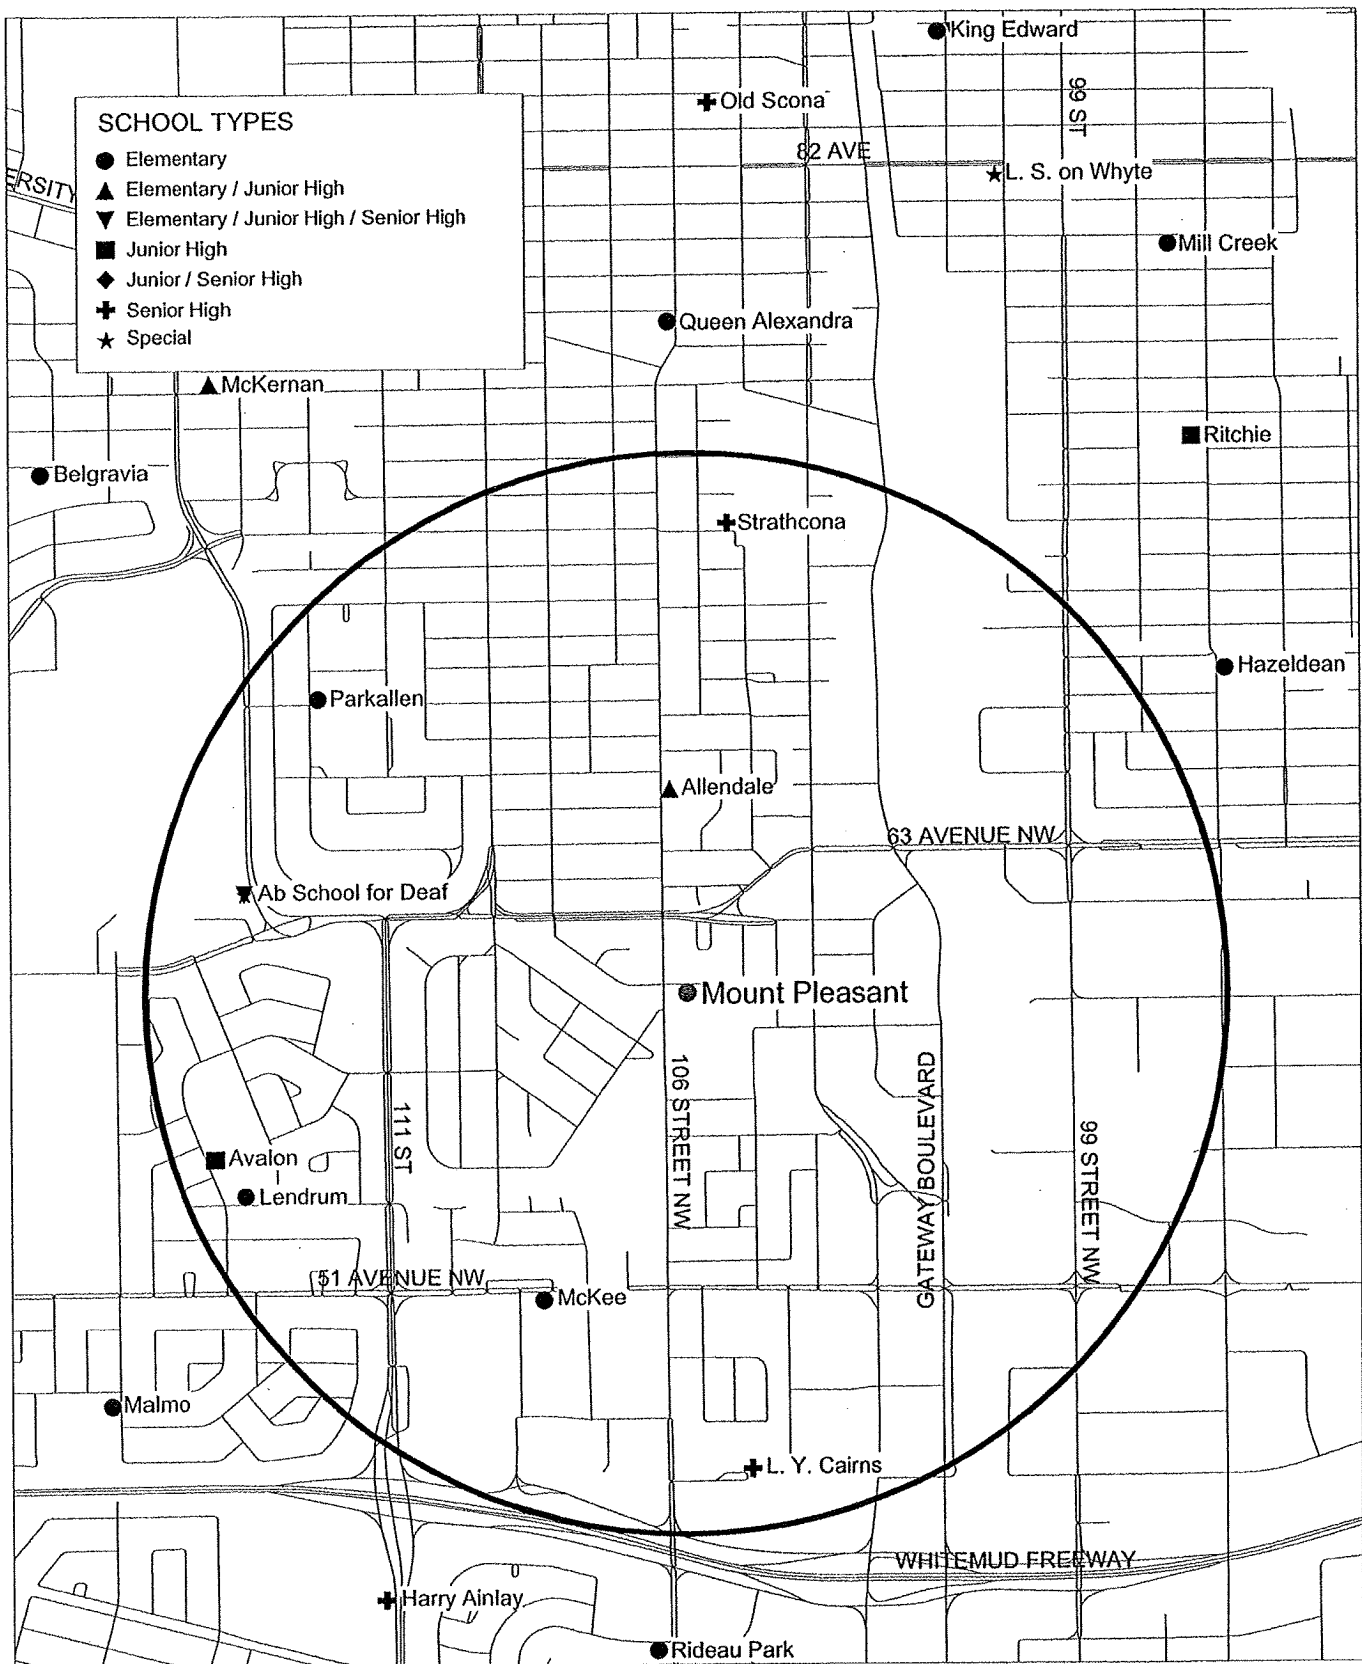 King Edward
Old Scona
99 ST
SCHOOL TYPES
Elementary
Elementary / Junior High
Elementary / Junior High / Senior High
Junior High
Junior / Senior High
Senior High
Special
82 AVE
L. S. on Whyte
ERSITY
Mill Creek
Queen Alexandra
McKernan
Ritchie
Belgravia
Strathcona
Hazeldean
Parkallen
Allendale
63 AVENUE NW
Ab School for Deaf
Mount Pleasant
106 STREET NW
GATEWAY BOULEVARD
111 ST
99 STREET NW
Avalon
Lendrum
51 AVENUE NW
McKee
Malmo
L. Y. Cairns
WHITEMUD FREEWAY
Harry Ainlay
Rideau Park